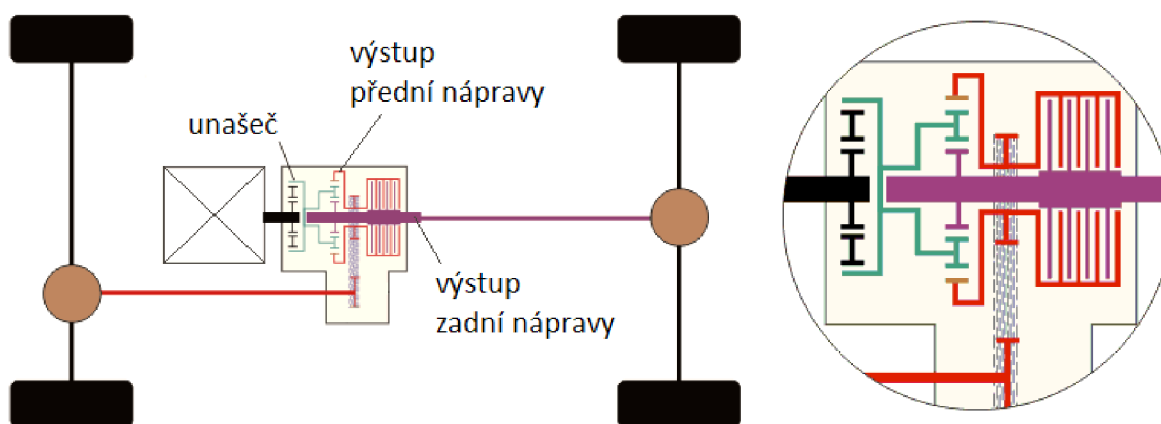 výstup
přední nápravy
unašeč
výstup
zadní nápravy